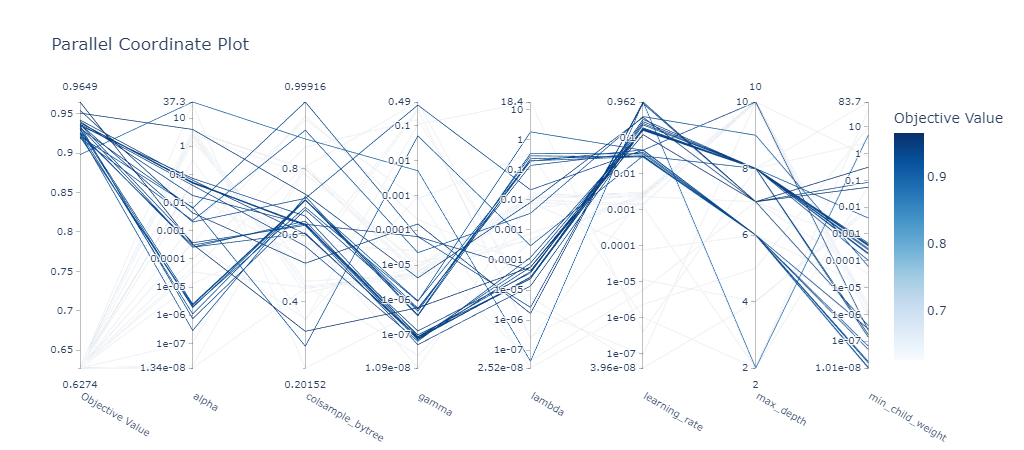 Parallel Coordinate Plot
0.9649
0.95
0.9
0.85
0.8
0.75
0.7
0.65
0.6274
Objective Value
37.3
10
1
0.1
0.01
0.001
0.0001
1e-05
1e-06
1e-07
1.34e-08
alpha
0.99916
0.8
0.6
0.4
0.20152
colsample_bytree
0.49
0.1
0.01
0.001
0.0001
1e-05
1e-06
1e-07
1.09e-08
gamma
18.4
10
1
0.1
0.01
0.001
0.0001
1e-05
1e-06
1e-07
2.52e-08
lambda
0.962
0.1
0.01
0.001
0.0001
1e-05
1e-06
1e-07
3.96e-08
learning_rate
10
10
8
6
4
2
2
max_depth
83.7
10
1
0.1
0.01
0.001
0.0001
1e-05
1e-06
1e-07
1.01e-08
min_child_weight
Objective Value
0.9
0.8
0.7